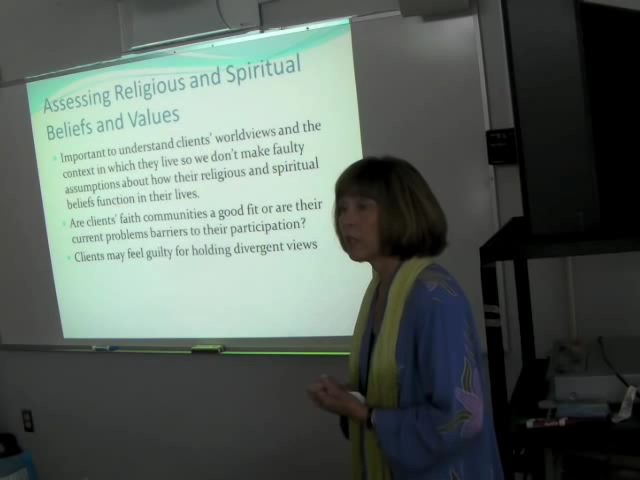 Assessing Religious and Spiritual
Beliefs and Values
Important to understand clients' worldviews and the
context in which they live so we don't make faulty
assumptions about how their religious and spiritual
beliefs function in their lives.
Are clients' faith communities a good fit or are their
current problems barriers to their participation?
Clients may feel guilty for holding divergent views